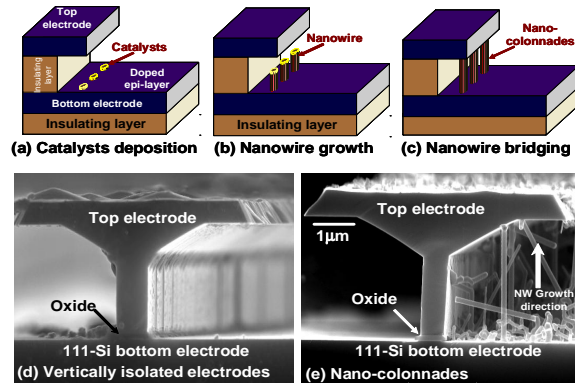 Top
electrode
Catalysts
Insulating
layer
Doped
epi-layer
Bottom electrode
Insulating layer
(a) Catalysts deposition
Nanowire
Insulating layer
(b) Nanowire growth
Nano-
colonnades
(c) Nanowire bridging
Top electrode
Oxide
111-Si bottom electrode
(d) Vertically isolated electrodes
Top electrode
1µm
NW Growth
direction
Oxide
111-Si bottom electrode
(e) Nano-colonnades